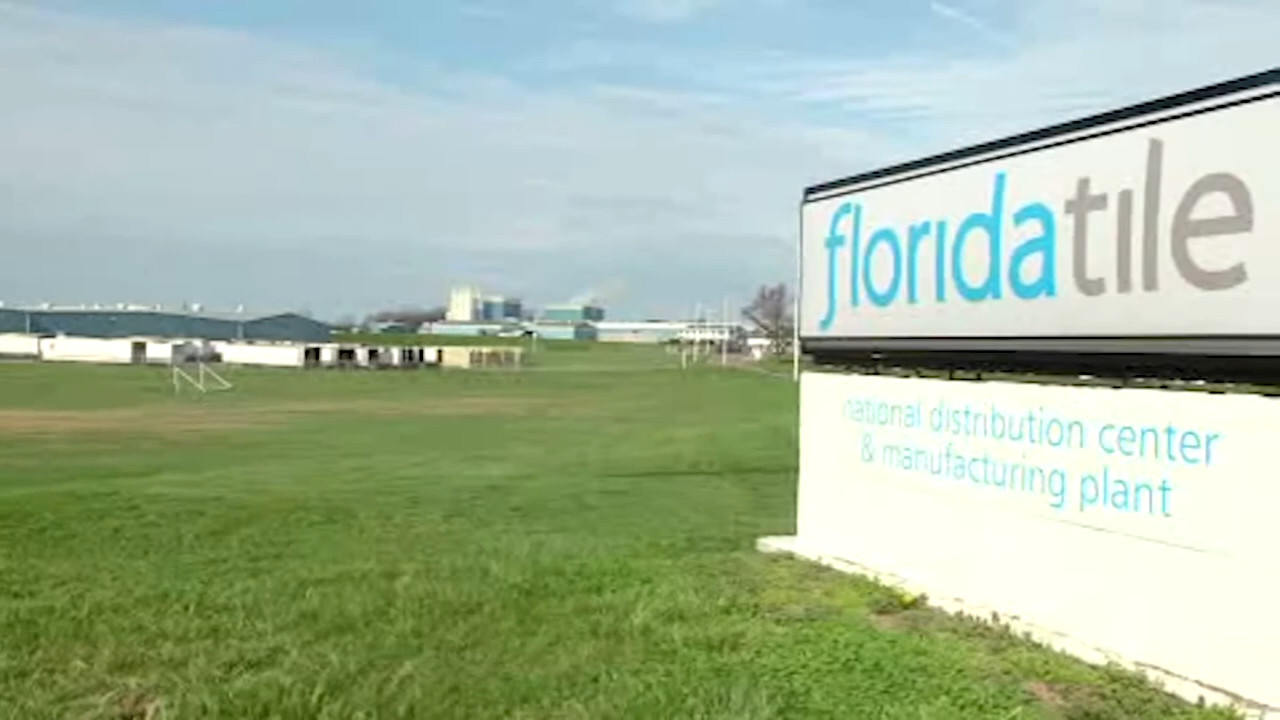 floridatile
national distribution center
& manufacturing plant